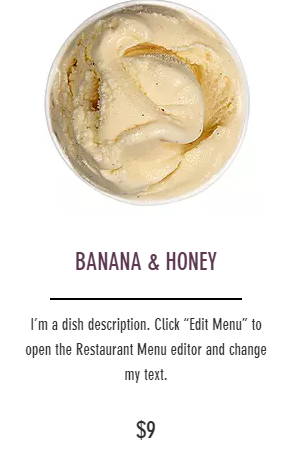 BANANA & HONEY
I'm a dish description. Click “Edit Menu” to
open the Restaurant Menu editor and change
my text.
$9